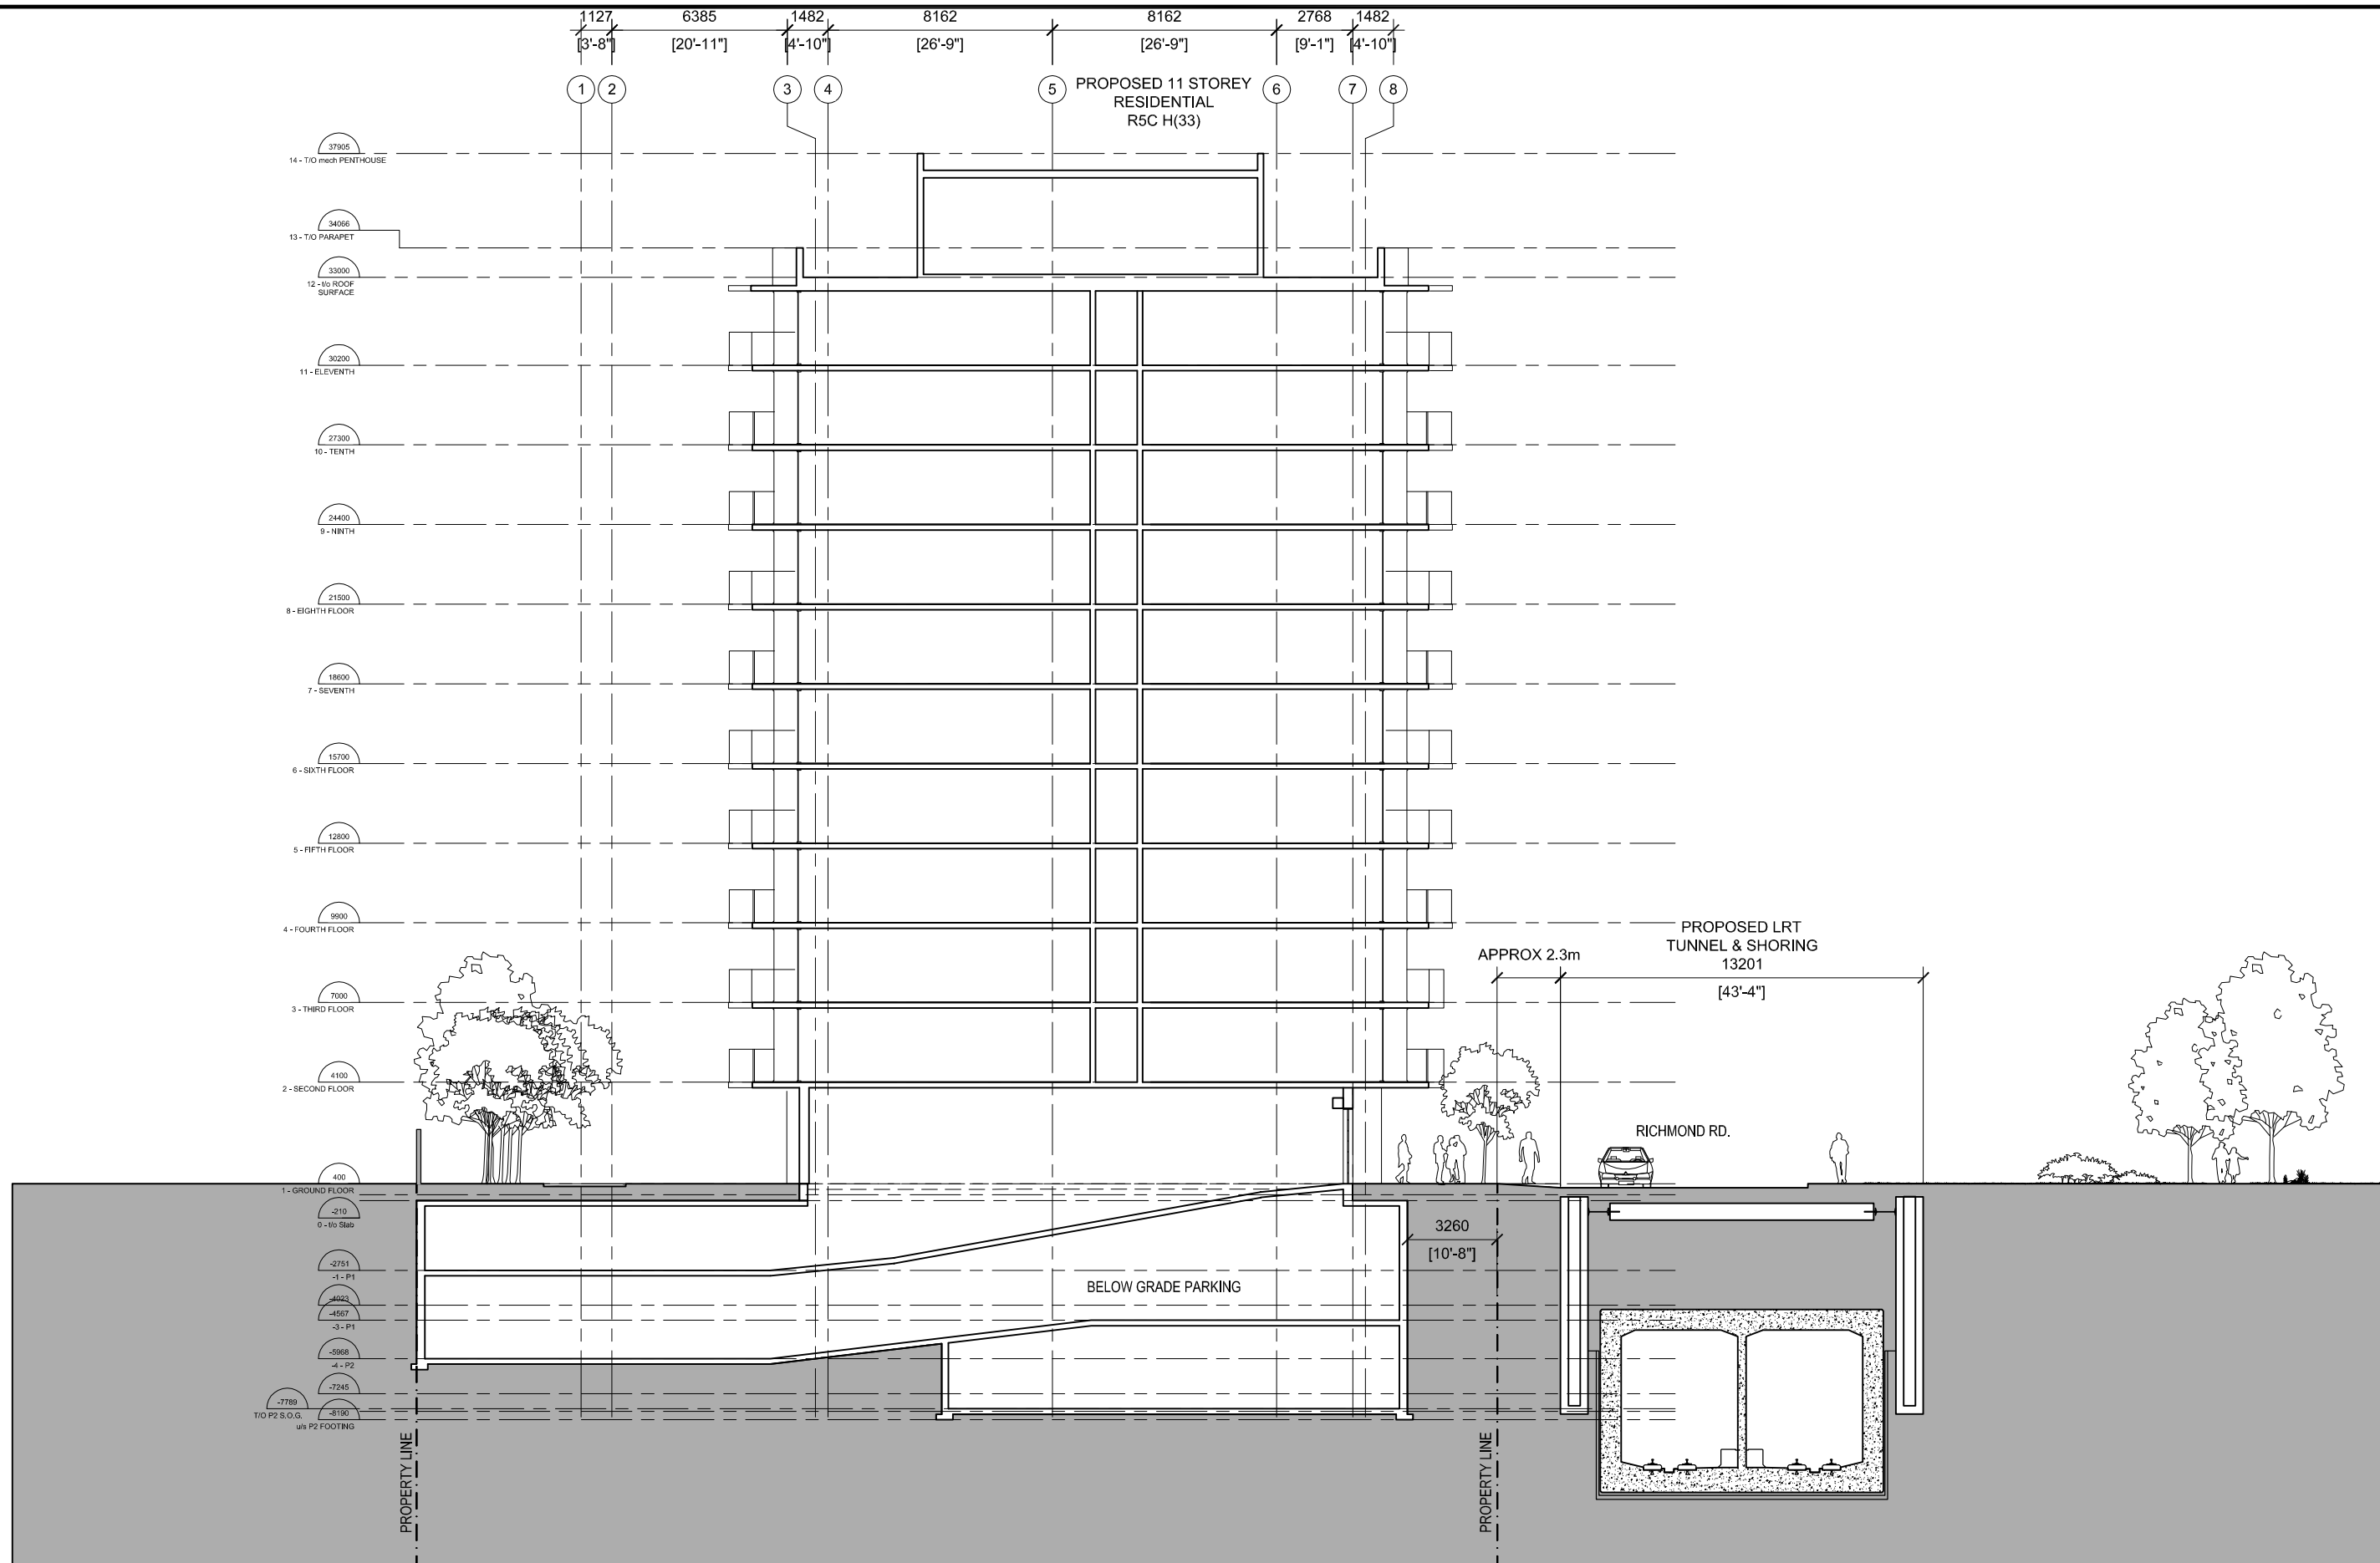 1127 6385 1482 8162 8162 2768 1482
[3'-8"] [20'-11"] [4'-10"] [26'-9"] [26'-9"] [9'-1"] [4'-10"]
1 2 3 4 5 6 7 8
PROPOSED 11 STOREY
RESIDENTIAL
R5C H(33)
37905
14 - T/O mech PENTHOUSE
34066
13 - T/O PARAPET
33000
12 - t/o ROOF
SURFACE
30200
11 - ELEVENTH
27300
10 - TENTH
24400
9 - NINTH
21500
8 - EIGHTH FLOOR
18600
7 - SEVENTH
15700
6 - SIXTH FLOOR
12800
5 - FIFTH FLOOR
9900
4 - FOURTH FLOOR
PROPOSED LRT
TUNNEL & SHORING
13201
[43'-4"]
APPROX 2.3m
7000
3 - THIRD FLOOR
4100
2 - SECOND FLOOR
RICHMOND RD.
400
1 - GROUND FLOOR
-210
0 - t/o Slab
3260
[10'-8"]
-2751
-1 - P1
BELOW GRADE PARKING
-4023
-4567
-3 - P1
-5968
-4 - P2
-7245
-7789
T/O P2 S.O.G.
-8190
u/s P2 FOOTING
PROPERTY LINE
PROPERTY LINE